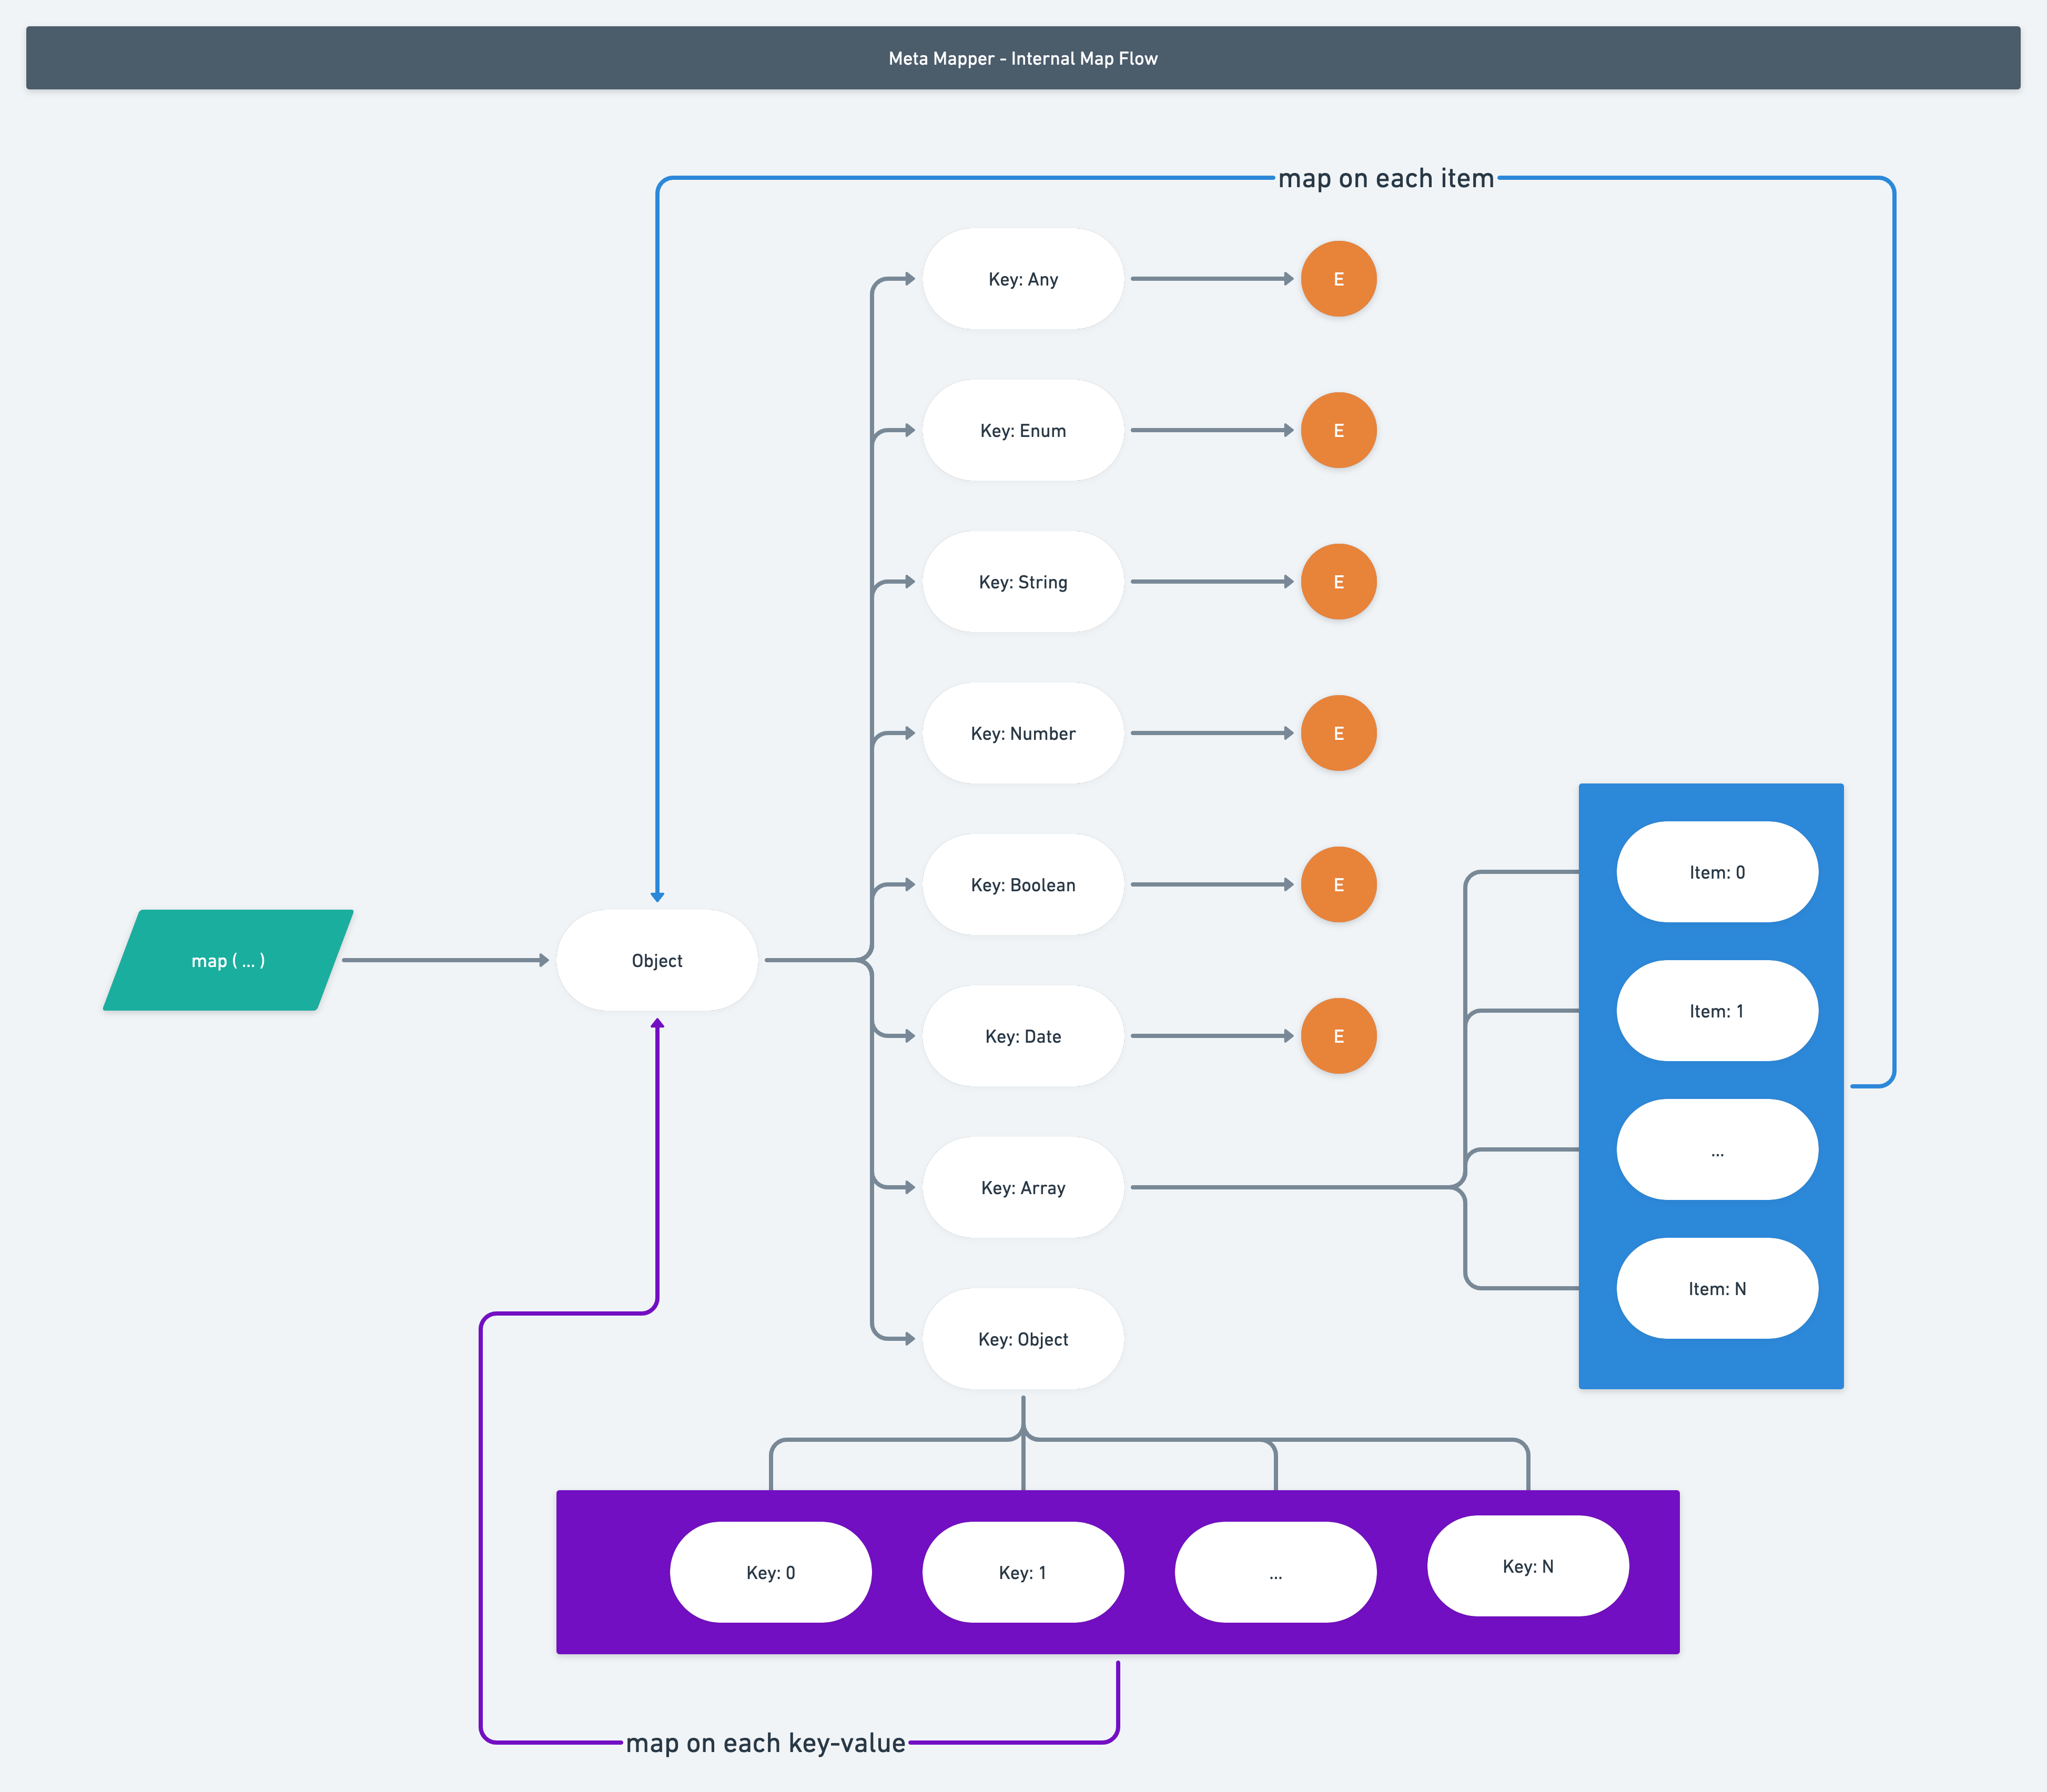 Meta Mapper - Internal Map Flow
map on each item
Key: Any
E
Key: Enum
E
Key: String
E
Key: Number
E
Key: Boolean
E
Item: 0
map ( ... )
Object
Item: 1
Key: Date
E
...
Key: Array
Item: N
Key: Object
Key: 0
Key: 1
...
Key: N
map on each key-value